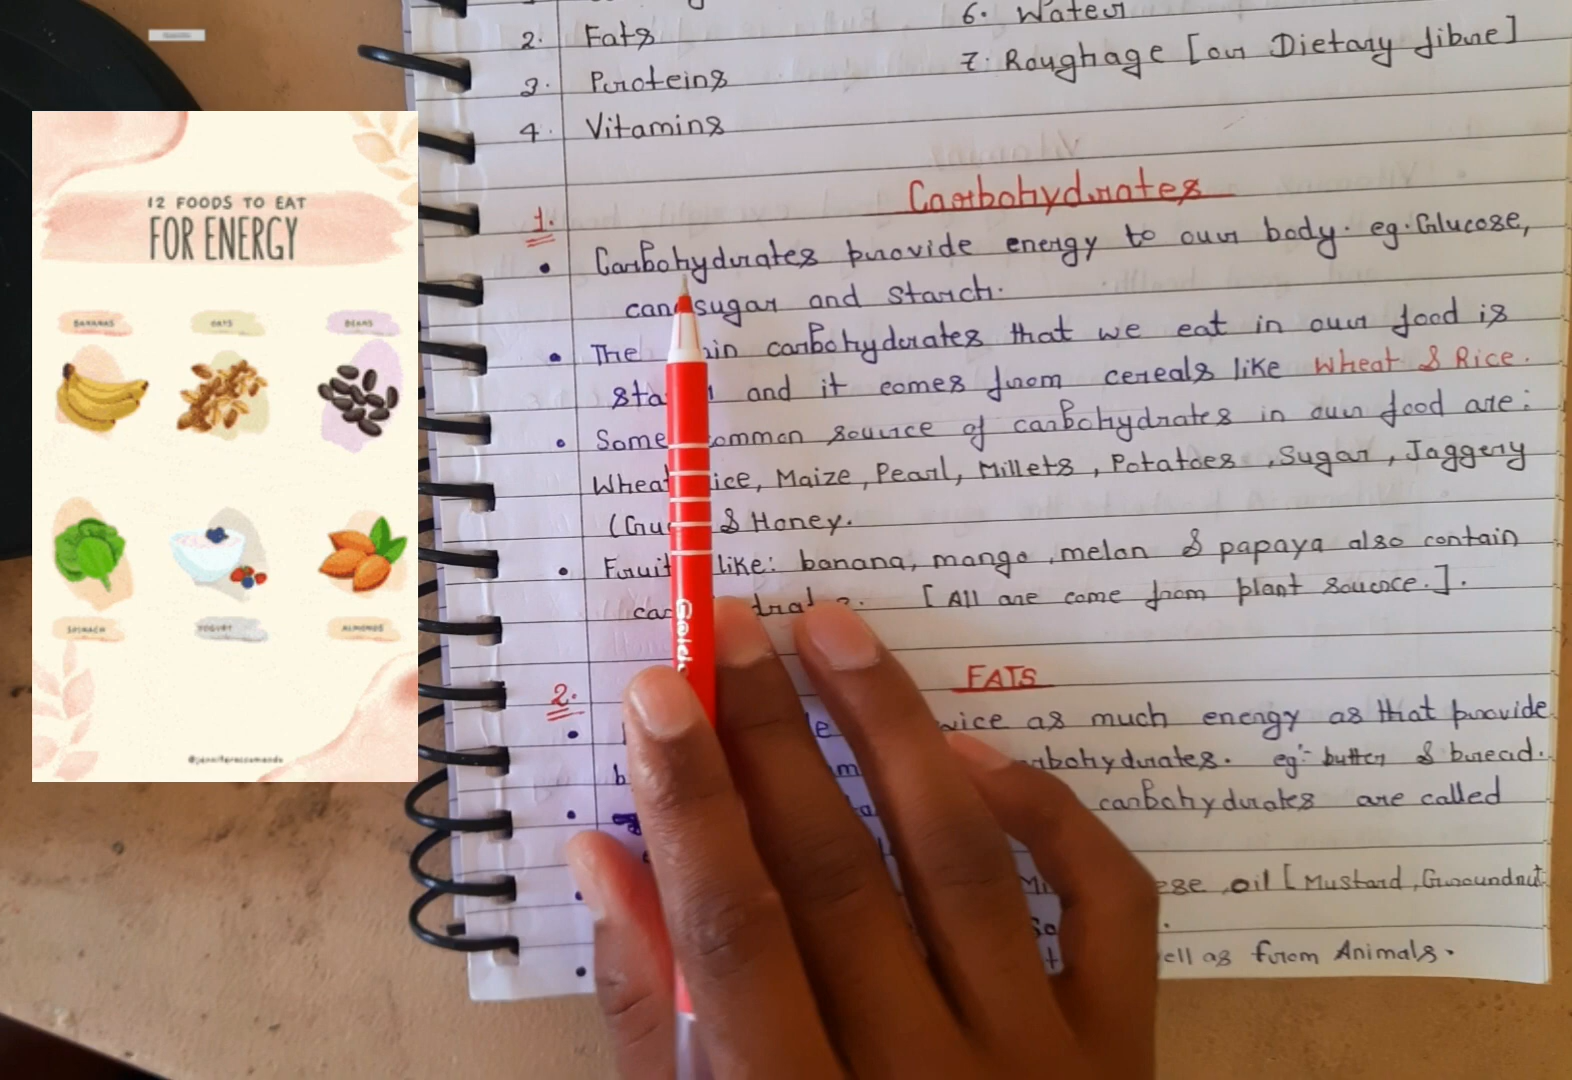 6. Water
2. Fats
7. Roughage [or Dietary fibre]
3. Proteins
4. Vitamins
12 FOODS TO EAT
FOR ENERGY
BANANAS
OATS
BEANS
SPINACH
YOGURT
ALMONDS
@jenniferaccomando
1. Carbohydrates
• Carbohydrates provide energy to our body. eg. Glucose,
cane sugar and starch.
• The in carbohydrates that we eat in our food is
and it comes from cereals like Wheat & Rice.
• Some common source of carbohydrates in our food are:
Wheat ice, Maize, Pearl, Millets, Potatoes, Sugar, Jaggery
& Honey.
• Fruit like: banana, mango, melon & papaya also contain
[All are come from plant source.].
2. FATS
• as much energy as that provide
eg:- butter & bread.
• carbohydrates are called
• oil [Mustard, Groundnut
• as from Animals.